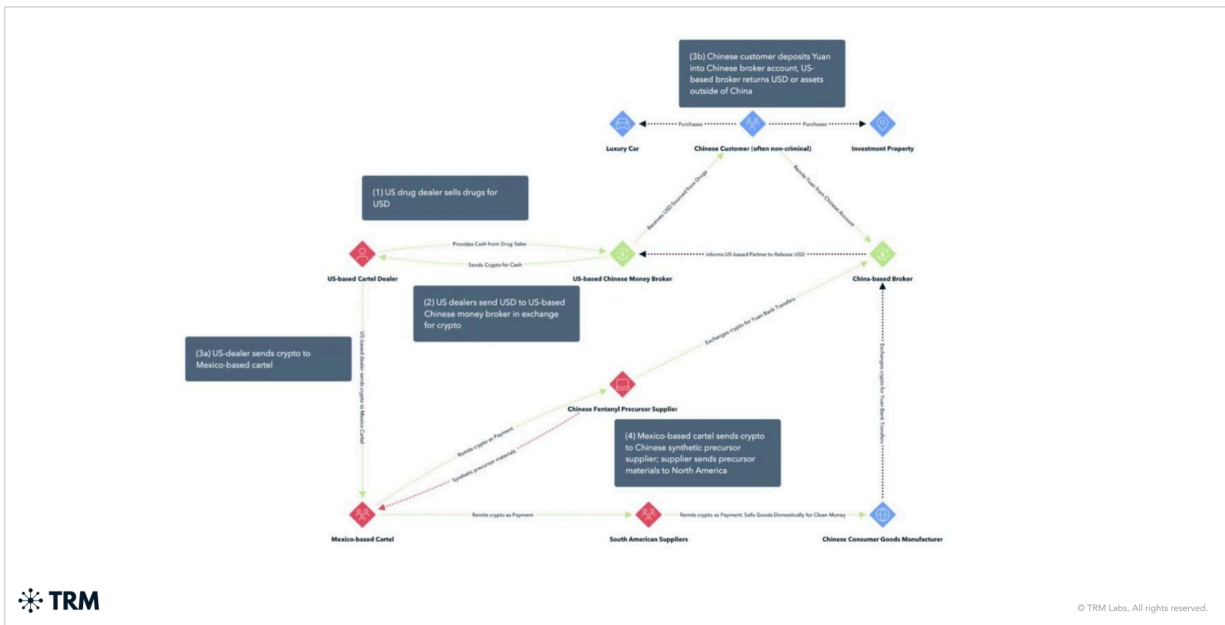 (3b) Chinese customer deposits Yuan
into Chinese broker account, US-
based broker returns USD or assets
outside of China
Purchases
Purchases
Luxury Car
Chinese Customer (often non-criminal)
Investment Property
(1) US drug dealer sells drugs for
USD
Receives USD Sourced from Drugs
Remits Yuan from Chinese Account
Provides Cash from Drug Sales
Sends Crypto for Cash
Informs US-based Partner to Release USD
US-based Cartel Dealer
US-based Chinese Money Broker
China-based Broker
(2) US dealers send USD to US-based
Chinese money broker in exchange
for crypto
(3a) US-dealer sends crypto to
Mexico-based cartel
US-based dealer sends crypto to Mexico Cartel
Exchanges crypto for Yuan Bank Transfers
Exchanges crypto for Yuan Bank Transfers
Chinese Fentanyl Precursor Supplier
Remits crypto as Payment
Synthetic precursor materials
(4) Mexico-based cartel sends crypto
to Chinese synthetic precursor
supplier; supplier sends precursor
materials to North America
Remits crypto as Payment
Remits crypto as Payment; Sells Goods Domestically for Clean Money
Mexico-based Cartel
South American Suppliers
Chinese Consumer Goods Manufacturer
TRM
© TRM Labs. All rights reserved.